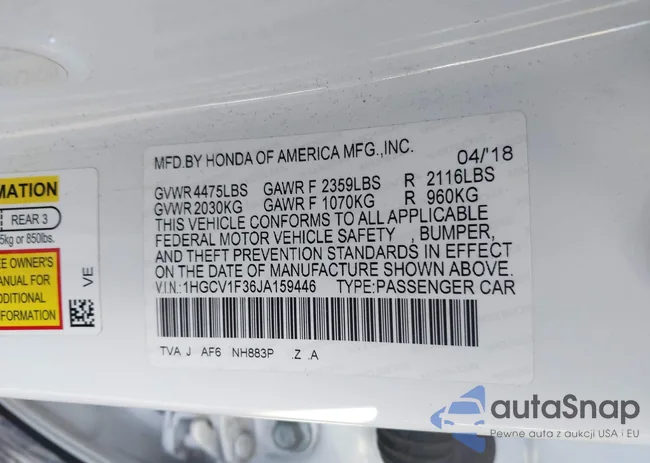 MFD.BY HONDA OF AMERICA MFG.,INC. 04/'18
GVWR 4475LBS GAWR F 2359LBS R 2116LBS
GVWR 2030KG GAWR F 1070KG R 960KG
THIS VEHICLE CONFORMS TO ALL APPLICABLE
FEDERAL MOTOR VEHICLE SAFETY , BUMPER,
AND THEFT PREVENTION STANDARDS IN EFFECT
ON THE DATE OF MANUFACTURE SHOWN ABOVE.
V.I.N.:1HGCV1F36JA159446 TYPE:PASSENGER CAR
TVA J AF6 NH883P .Z .A
MATION
REAR 3
5kg or 850lbs.
E OWNER'S
ANUAL FOR
DDITIONAL
FORMATION
VE
autaSnap
Pewne auta z aukcji USA i EU